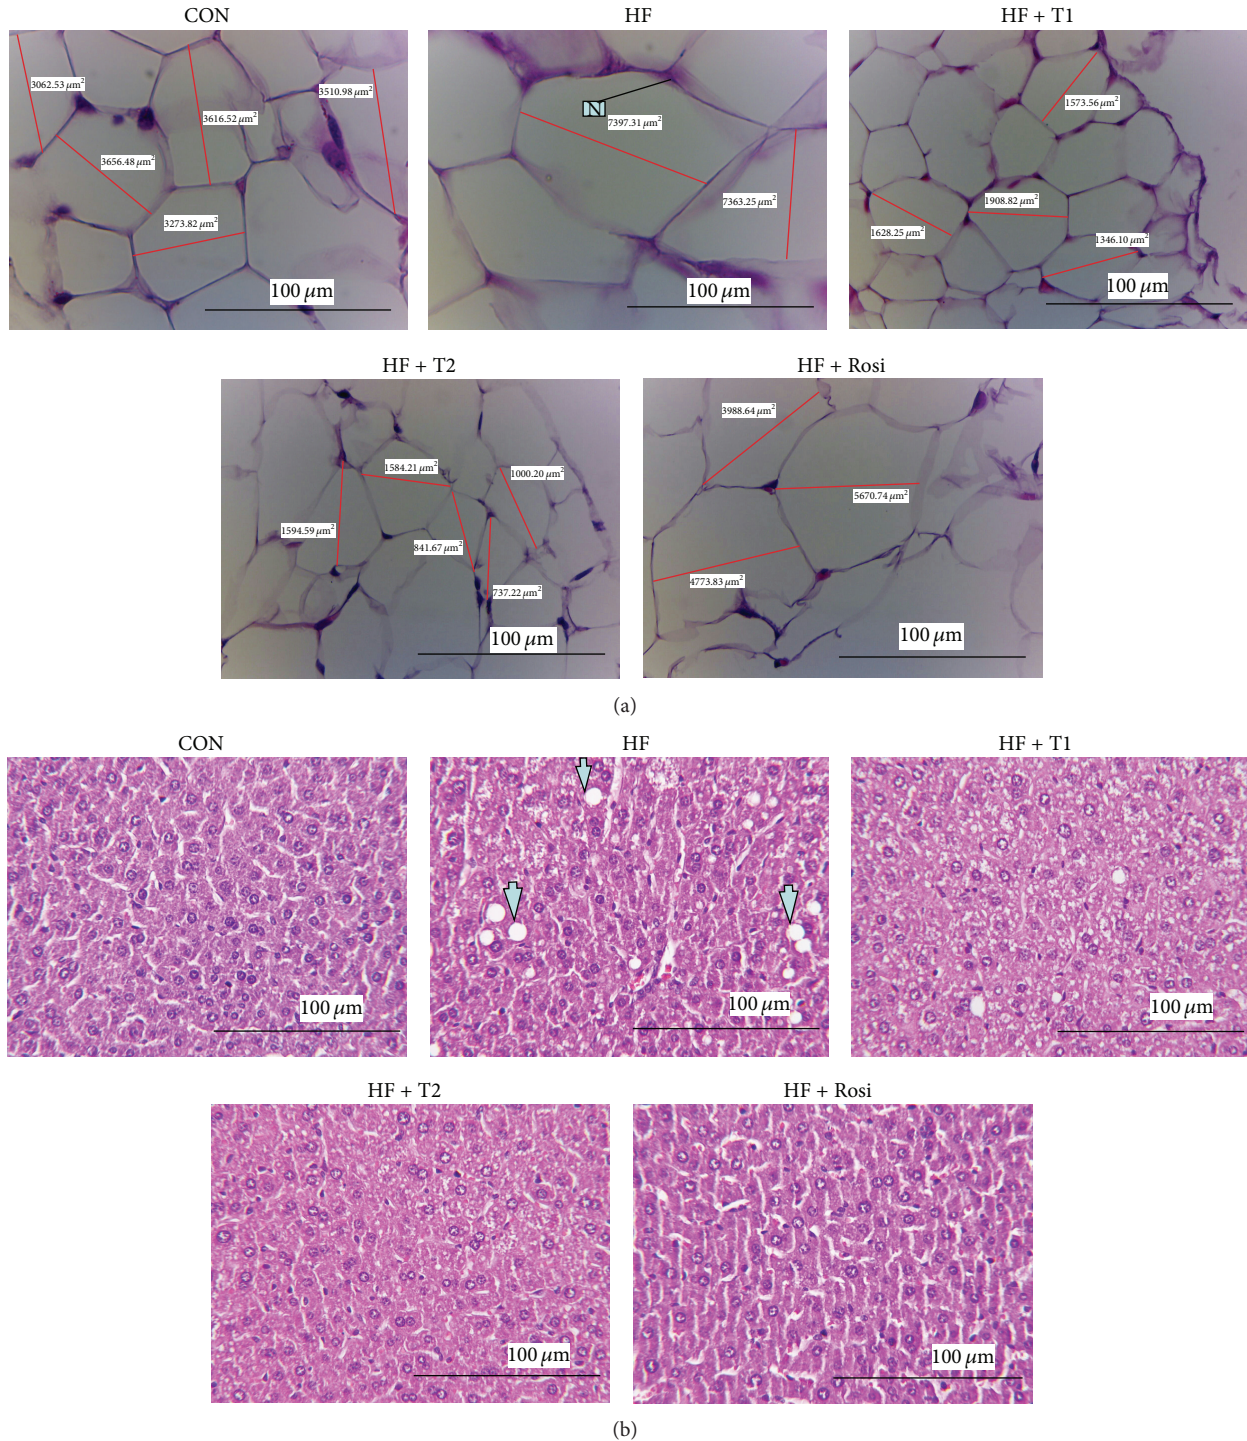 CON
HF
HF + T1
3062.53 μm²
3510.98 μm²
3616.52 μm²
3656.48 μm²
3273.82 μm²
100 μm
N
7397.31 μm²
7363.25 μm²
100 μm
1573.56 μm²
1908.82 μm²
1628.25 μm²
1346.10 μm²
100 μm
HF + T2
HF + Rosi
1584.21 μm²
1000.20 μm²
1594.59 μm²
841.67 μm²
737.22 μm²
100 μm
3988.64 μm²
5670.74 μm²
4773.83 μm²
100 μm
(a)
CON
HF
HF + T1
100 μm
100 μm
100 μm
HF + T2
HF + Rosi
100 μm
100 μm
(b)